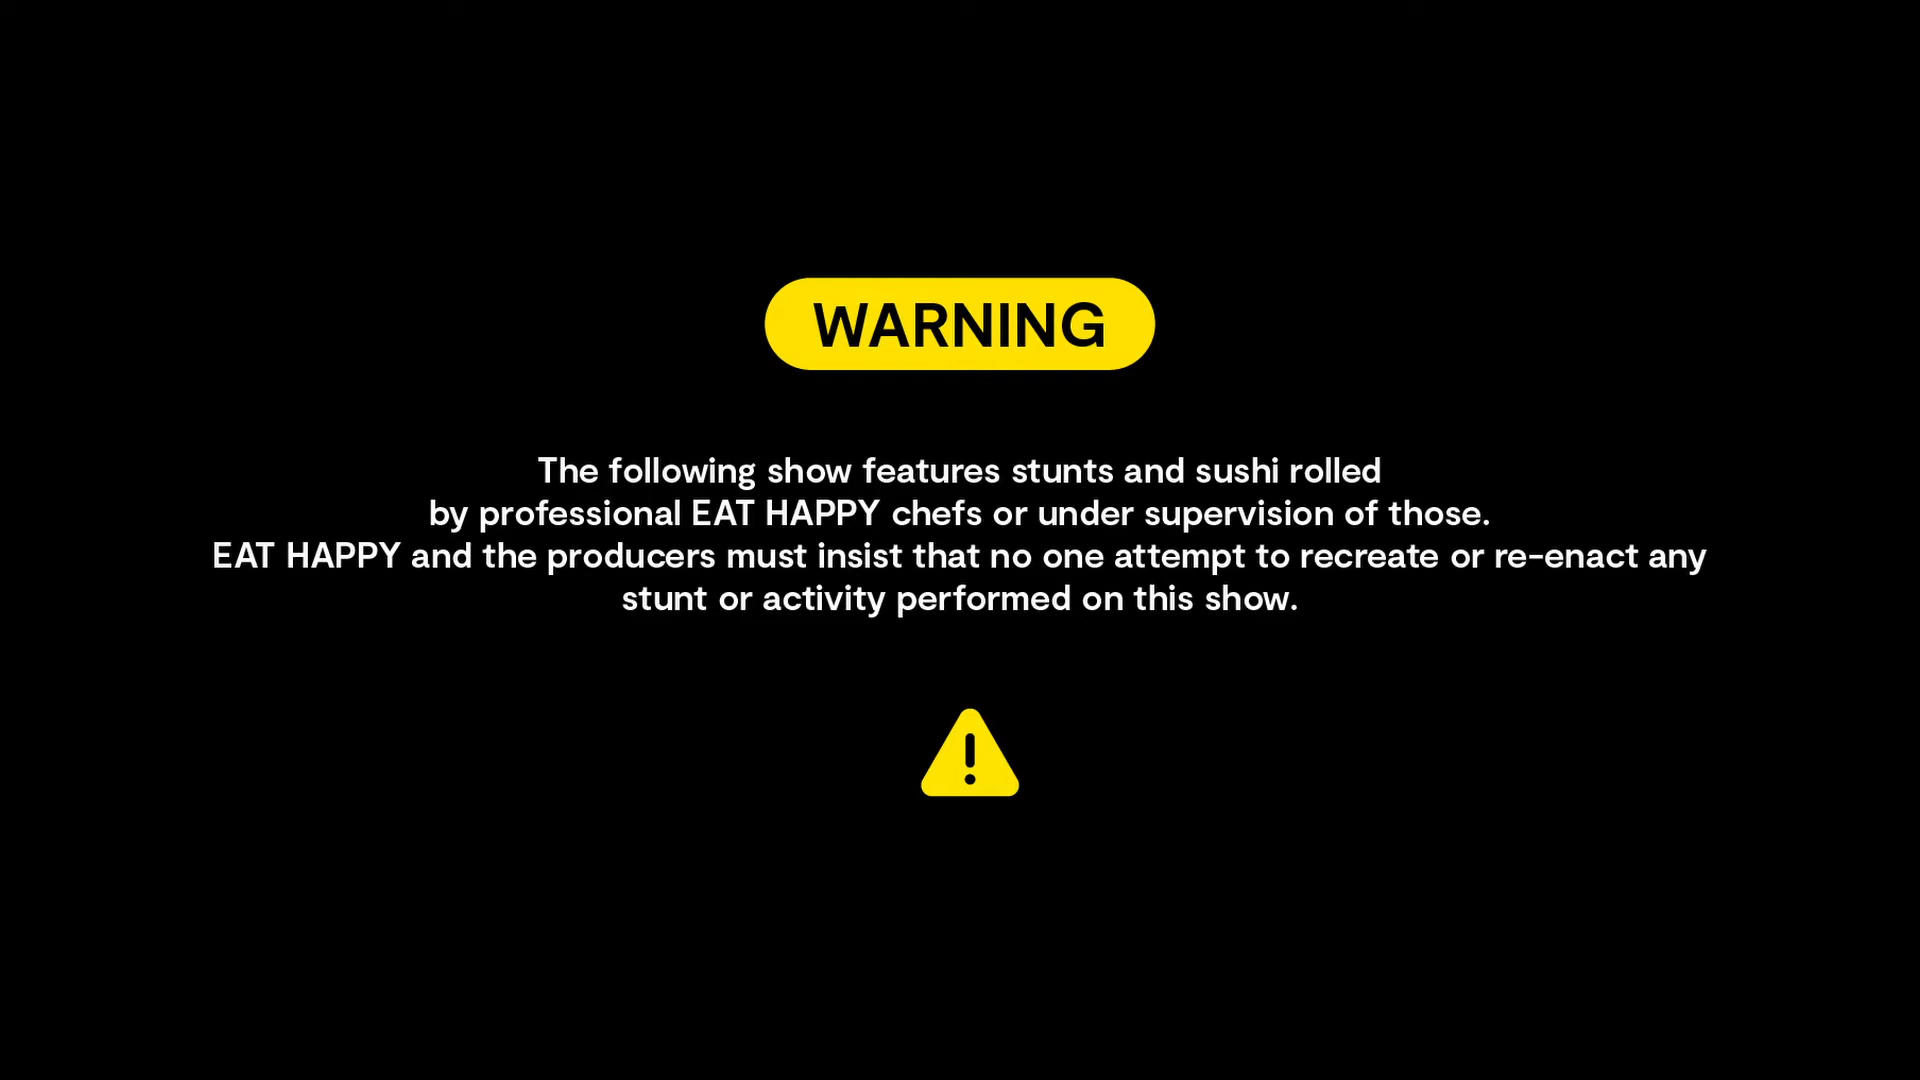 WARNING
The following show features stunts and sushi rolled
by professional EAT HAPPY chefs or under supervision of those.
EAT HAPPY and the producers must insist that no one attempt to recreate or re-enact any
stunt or activity performed on this show.
!